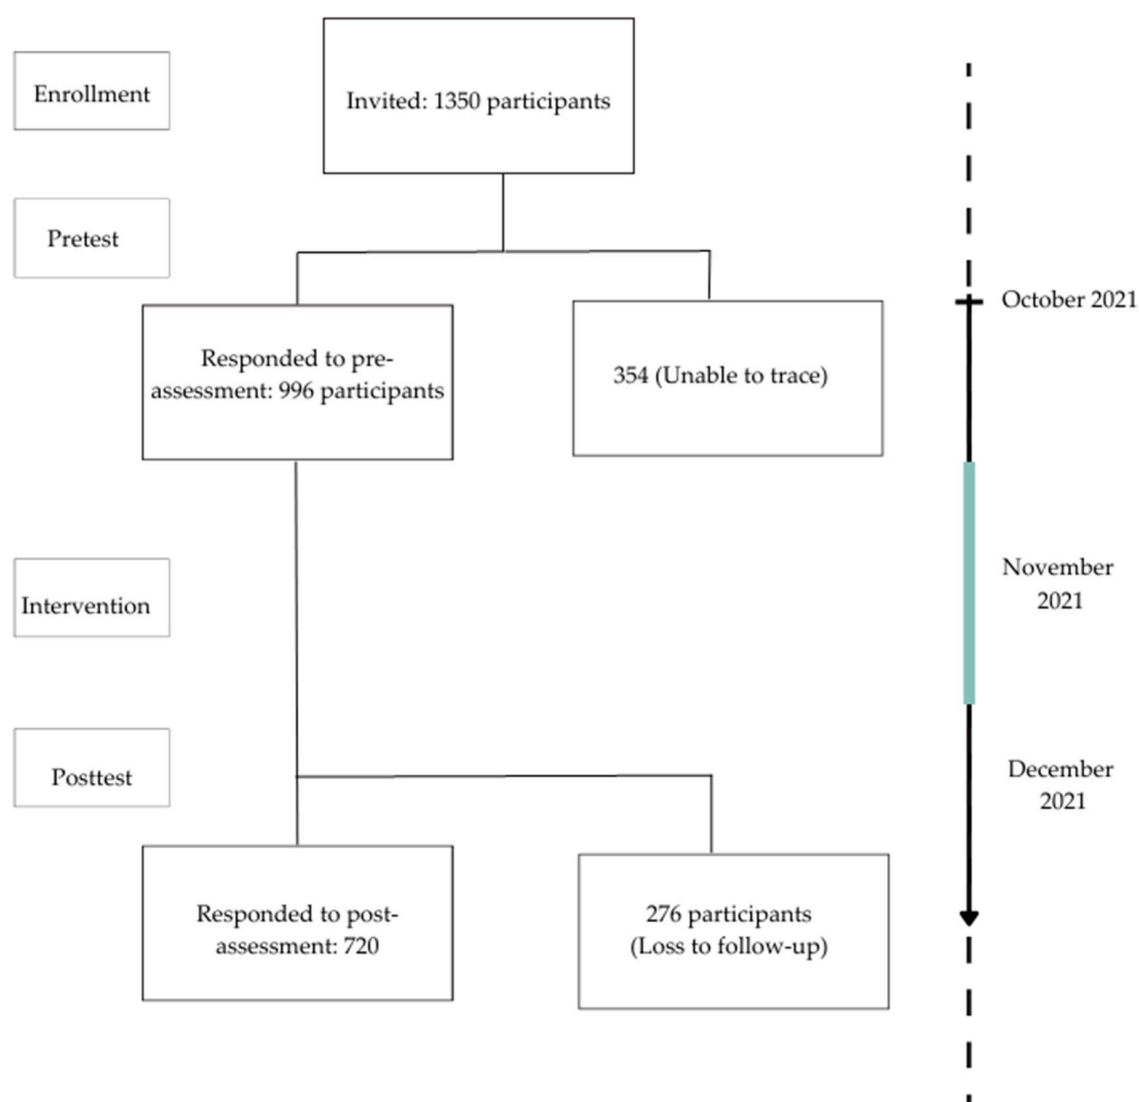 Enrollment
Invited: 1350 participants
Pretest
October 2021
Responded to pre-
assessment: 996 participants
354 (Unable to trace)
Intervention
November
2021
Posttest
December
2021
Responded to post-
assessment: 720
276 participants
(Loss to follow-up)